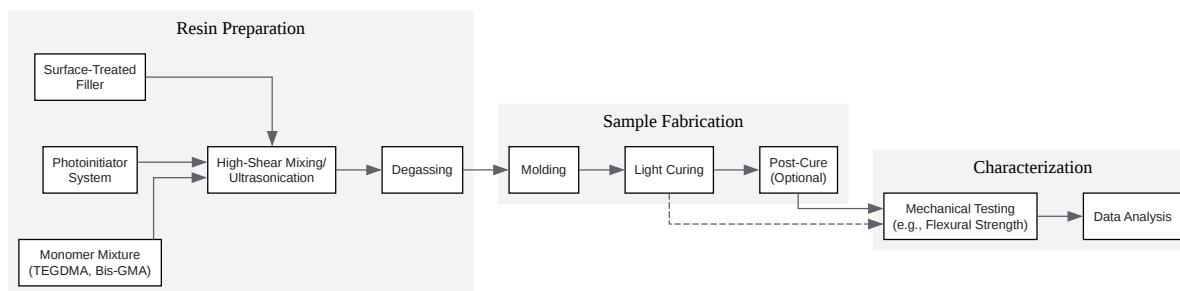 Resin Preparation
Surface-Treated
Filler
Photoinitiator
System
High-Shear Mixing/
Ultrasonication
Degassing
Monomer Mixture
(TEGDMA, Bis-GMA)
Sample Fabrication
Molding
Light Curing
Post-Cure
(Optional)
Characterization
Mechanical Testing
(e.g., Flexural Strength)
Data Analysis